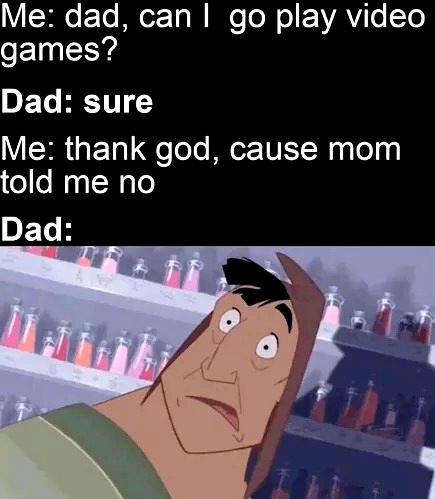 Me: dad, can I  go play video
games?
Dad: sure
Me: thank god, cause mom
told me no
Dad: